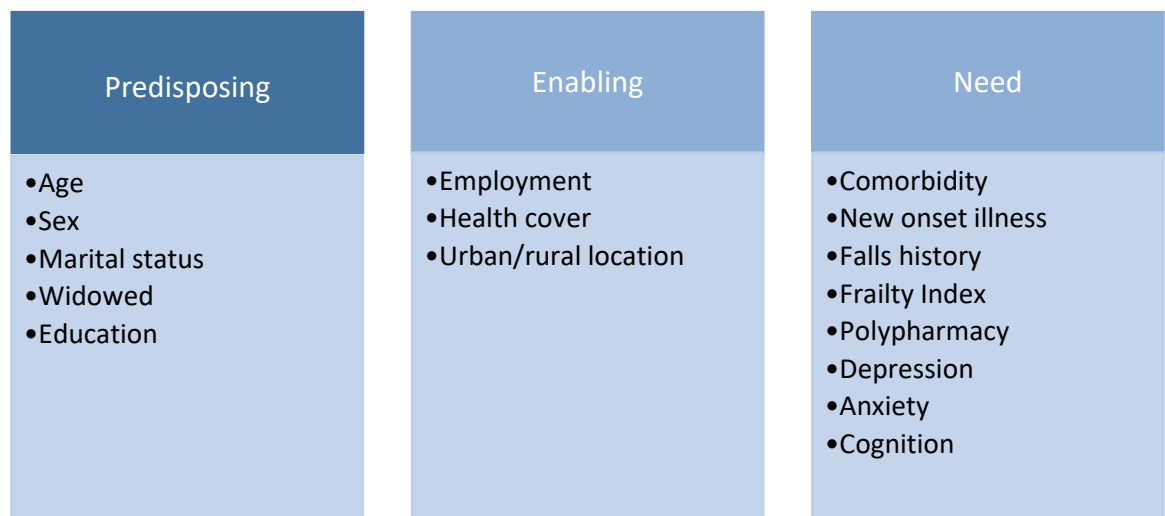 Predisposing
•Age
•Sex
•Marital status
•Widowed
•Education
Enabling
•Employment
•Health cover
•Urban/rural location
Need
•Comorbidity
•New onset illness
•Falls history
•Frailty Index
•Polypharmacy
•Depression
•Anxiety
•Cognition